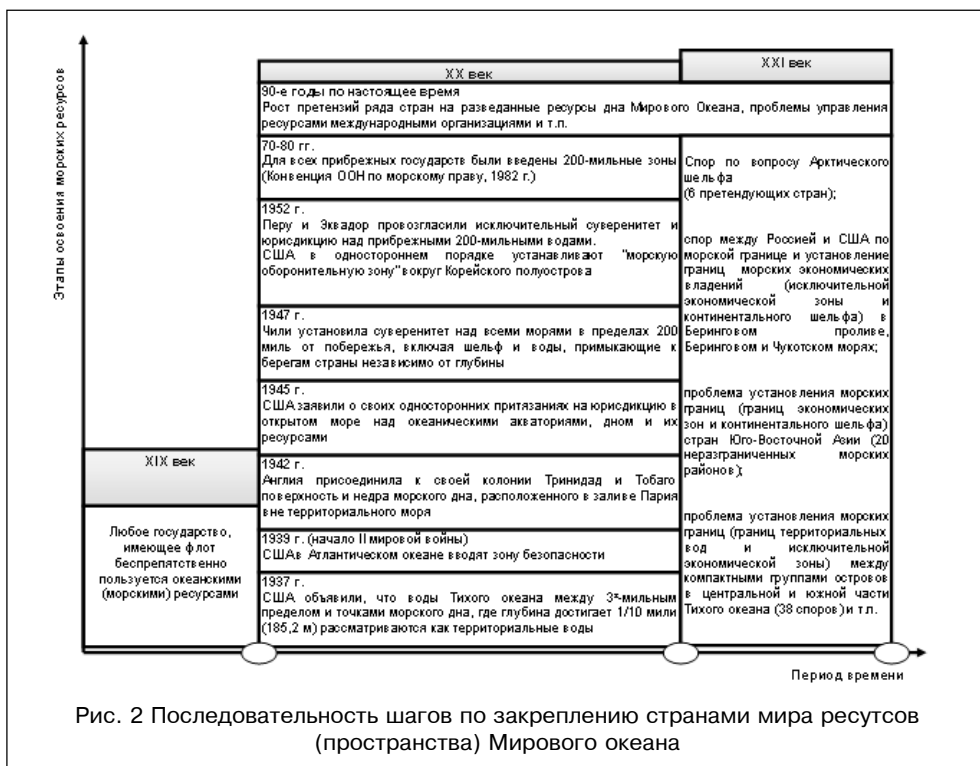 Этапы освоения морских ресурсов
XX век
XXI век
90-е годы по настоящее время
Рост претензий ряда стран на разведанные ресурсы дна Мирового Океана, проблемы управления
ресурсами международными организациями и т.п.
70-80 гг.
Для всех прибрежных государств были введены 200-мильные зоны
(Конвенция ООН по морскому праву, 1982 г.)
1952 г.
Перу и Эквадор провозгласили исключительный суверенитет и
юрисдикцию над прибрежными 200-мильными водами.
США в одностороннем порядке устанавливают "морскую
оборонительную зону" вокруг Корейского полуострова
1947 г.
Чили установила суверенитет над всеми морями в пределах 200
миль от побережья, включая шельф и воды, примыкающие к
берегам страны независимо от глубины
1945 г.
США заявили о своих односторонних притязаниях на юрисдикцию в
открытом море над океаническими акваториями, дном и их
ресурсами
1942 г.
Англия присоединила к своей колонии Тринидад и Тобаго
поверхность и недра морского дна, расположенного в заливе Пария
вне территориального моря
1939 г. (начало II мировой войны)
США в Атлантическом океане вводят зону безопасности
1937 г.
США объявили, что воды Тихого океана между 3х-мильным
пределом и точками морского дна, где глубина достигает 1/10 мили
(185,2 м) рассматриваются как территориальные воды
Спор по вопросу Арктического
шельфа
(6 претендующих стран);
спор между Россией и США по
морской границе и установление
границ морских экономических
владений (исключительной
экономической зоны и
континентального шельфа) в
Беринговом проливе,
Беринговом и Чукотском морях;
проблема установления морских
границ (границ экономических
зон и континентального шельфа)
стран Юго-Восточной Азии (20
неразграниченных морских
районов);
проблема установления морских
границ (границ территориальных
вод и исключительной
экономической зоны) между
компактными группами островов
в центральной и южной части
Тихого океана (38 споров) и т.п.
XIX век
Любое государство,
имеющее флот
беспрепятственно
пользуется океанскими
(морскими) ресурсами
Период времени
Рис. 2 Последовательность шагов по закреплению странами мира ресутсов
(пространства) Мирового океана